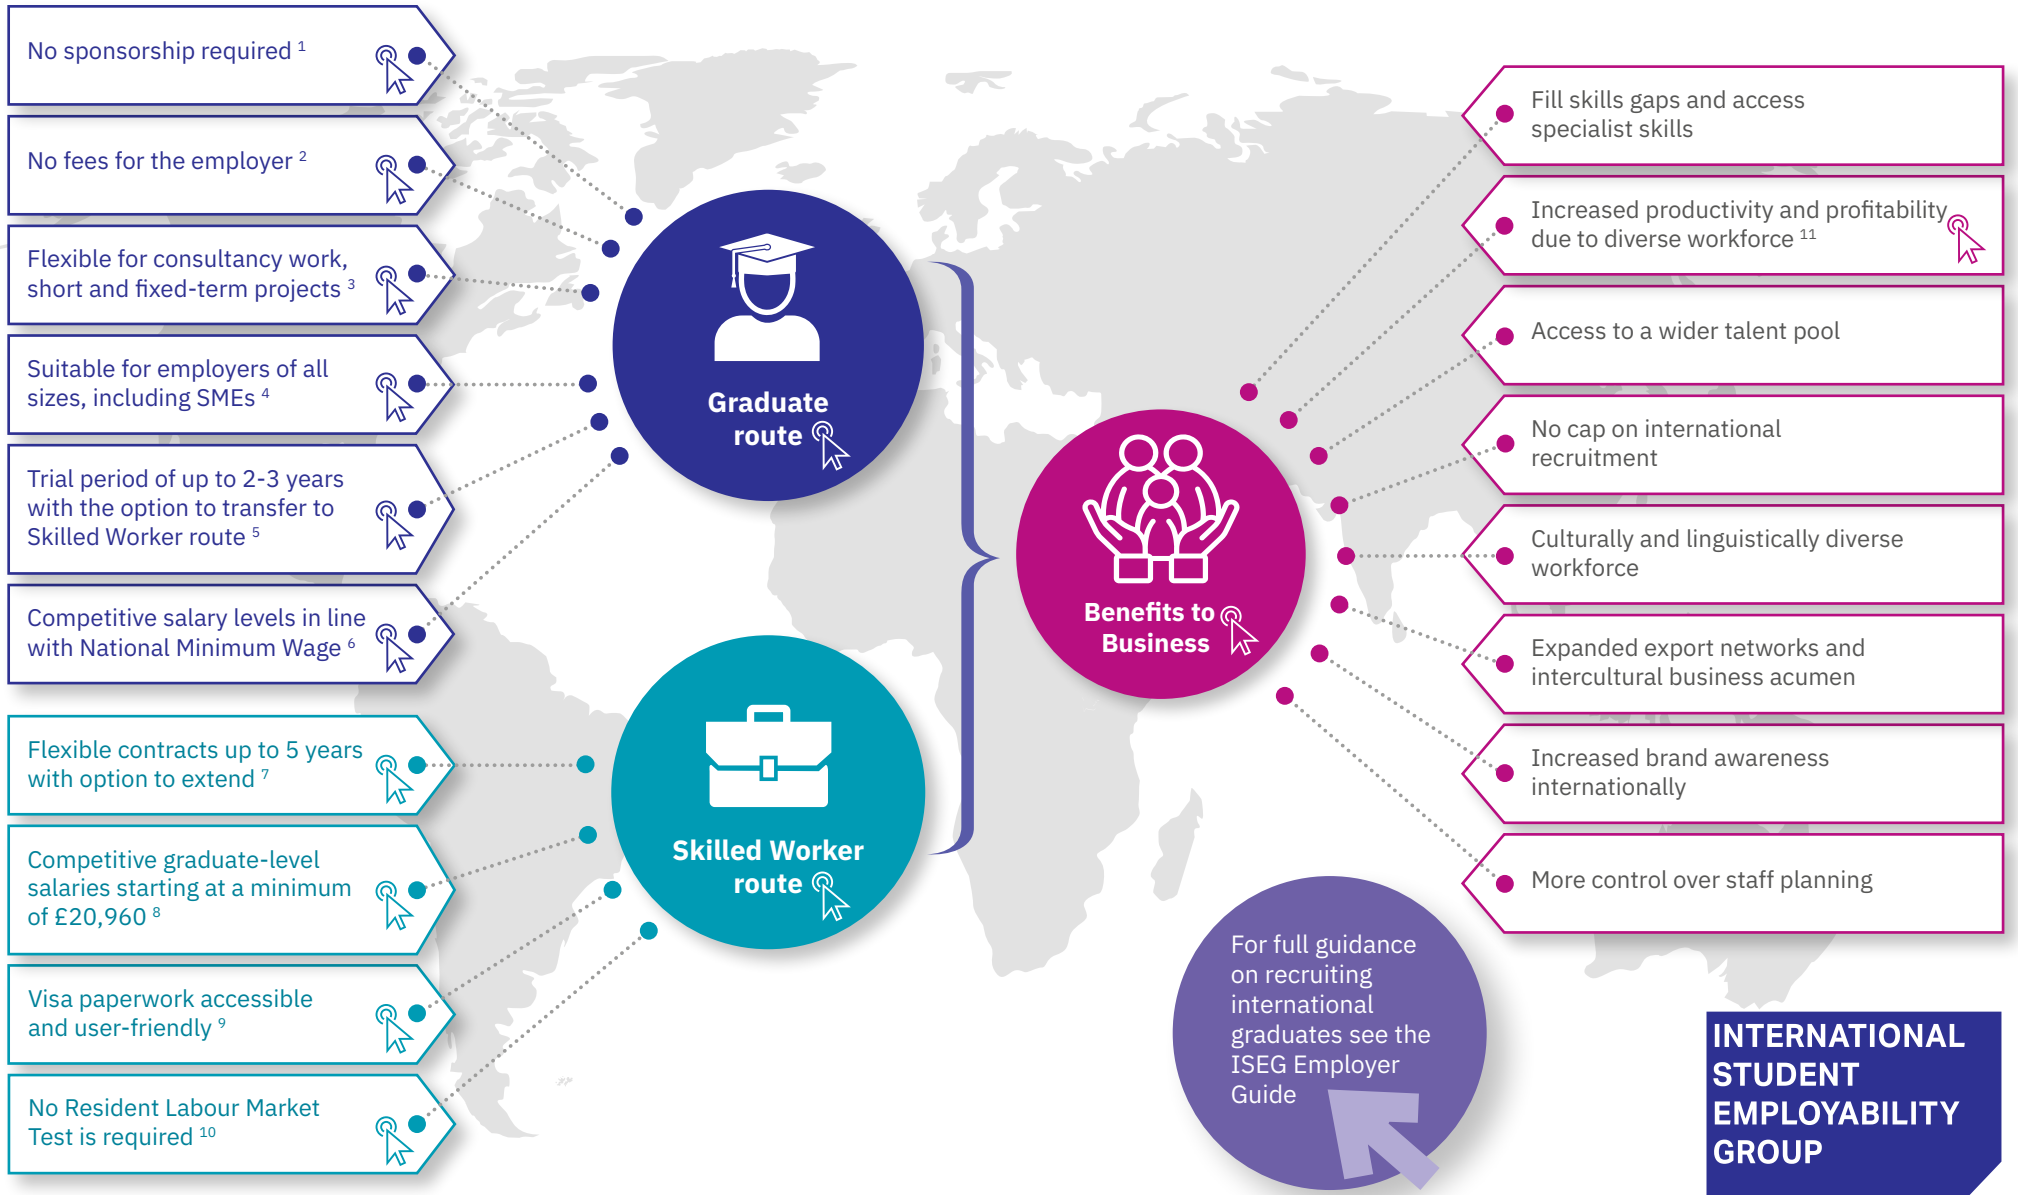 No sponsorship required 1
No fees for the employer 2
Flexible for consultancy work,
short and fixed-term projects 3
Suitable for employers of all
sizes, including SMEs 4
Trial period of up to 2-3 years
with the option to transfer to
Skilled Worker route 5
Competitive salary levels in line
with National Minimum Wage 6
Flexible contracts up to 5 years
with option to extend 7
Competitive graduate-level
salaries starting at a minimum
of £20,960 8
Visa paperwork accessible
and user-friendly 9
No Resident Labour Market
Test is required 10
Graduate
route
Skilled Worker
route
Benefits to
Business
Fill skills gaps and access
specialist skills
Increased productivity and profitability
due to diverse workforce 11
Access to a wider talent pool
No cap on international
recruitment
Culturally and linguistically diverse
workforce
Expanded export networks and
intercultural business acumen
Increased brand awareness
internationally
More control over staff planning
For full guidance
on recruiting
international
graduates see the
ISEG Employer
Guide
INTERNATIONAL
STUDENT
EMPLOYABILITY
GROUP